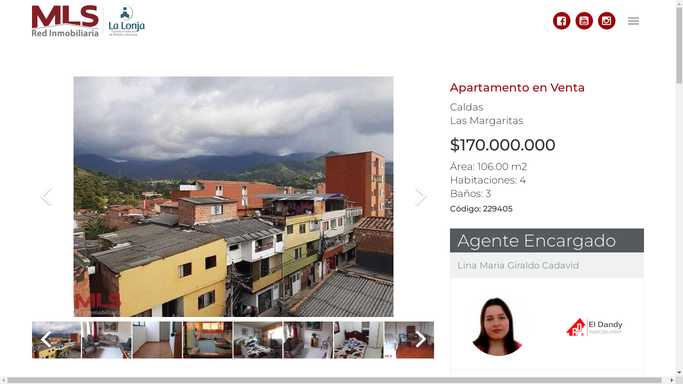 MLS
Red Inmobiliaria
La Lonja
Apartamento en Venta
Caldas
Las Margaritas
$170.000.000
Área: 106.00 m2
Habitaciones: 4
Baños: 3
Código: 229405
MLS
Agente Encargado
Lina Maria Giraldo Cadavid
El Dandy